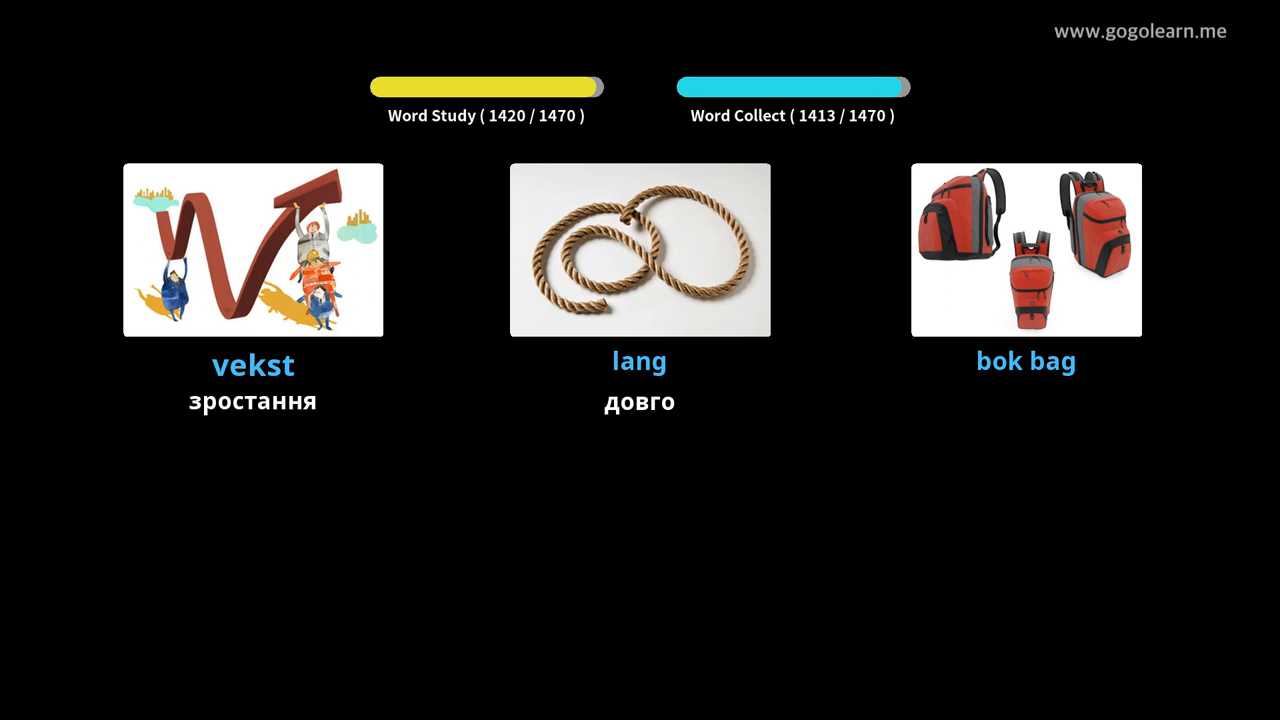 www.gogolearn.me
Word Study ( 1420 / 1470 )
Word Collect ( 1413 / 1470 )
vekst
lang
bok bag
зростання
довго